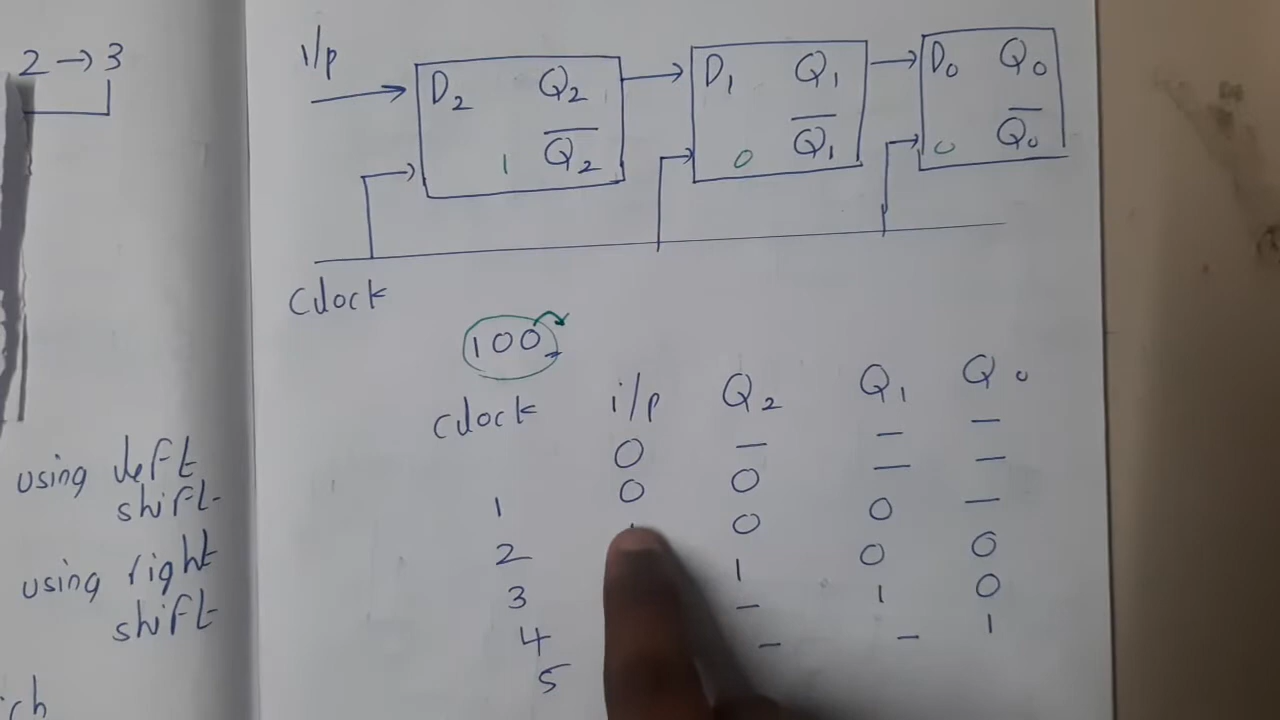 2 → 3
using left
shift
using right
shift
i/p
D₂ Q₂
1 Q̅₂
D₁ Q₁
0 Q̅₁
D₀ Q₀
0 Q̅₀
Clock
100
clock i/p Q₂ Q₁ Q₀
0 — — —
1 0 0 — —
2 0 0 —
3 1 0 0
4 — 1 0
5 — — 1